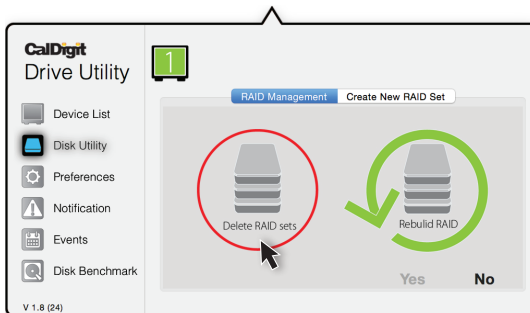 CalDigit
Drive Utility
1
RAID Management
Create New RAID Set
Device List
Disk Utility
Preferences
Notification
Events
Disk Benchmark
Delete RAID sets
Rebulid RAID
Yes
No
V 1.8 (24)